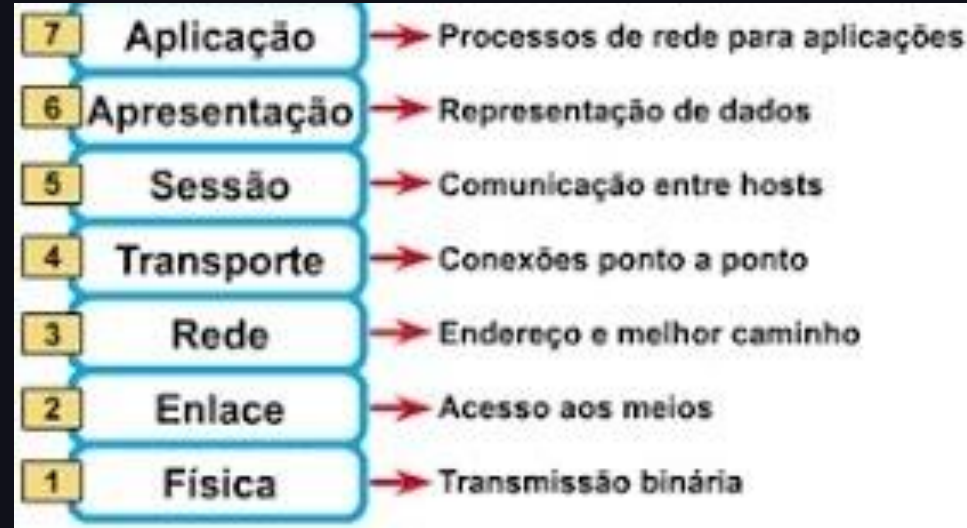 7 Aplicação Processos de rede para aplicações
6 Apresentação Representação de dados
5 Sessão Comunicação entre hosts
4 Transporte Conexões ponto a ponto
3 Rede Endereço e melhor caminho
2 Enlace Acesso aos meios
1 Física Transmissão binária